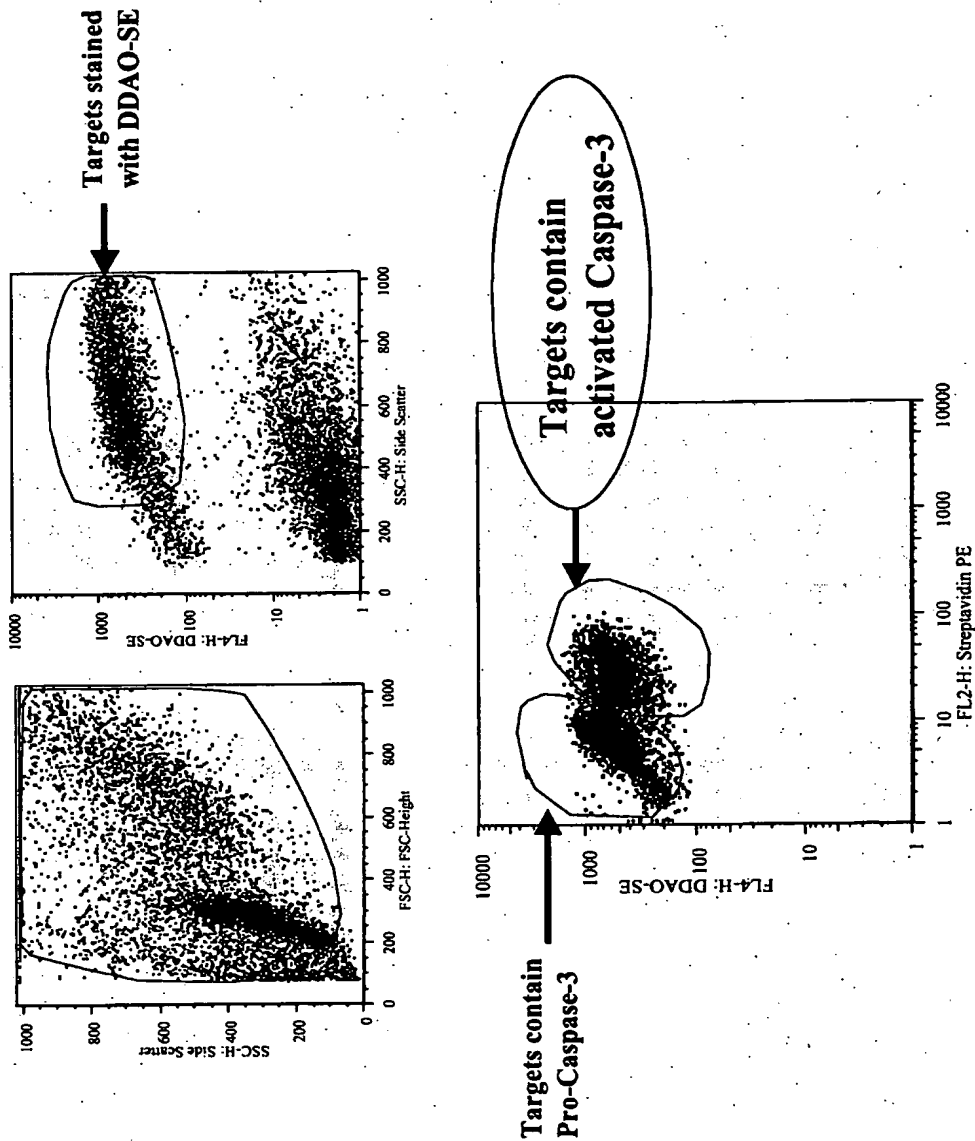 Targets stained
with DDAO-SE
10000
1000
100
10
1
FL4-H: DDAO-SE
0
200
400
600
800
1000
SSC-H: Side Scatter
1000
800
600
400
200
0
SSC-H: Side Scatter
0
200
400
600
800
1000
FSC-H: FSC-Height
Targets contain
activated Caspase-3
10000
1000
100
10
1
FL4-H: DDAO-SE
1
10
100
1000
10000
FL2-H: Streptavidin PE
Targets contain
Pro-Caspase-3